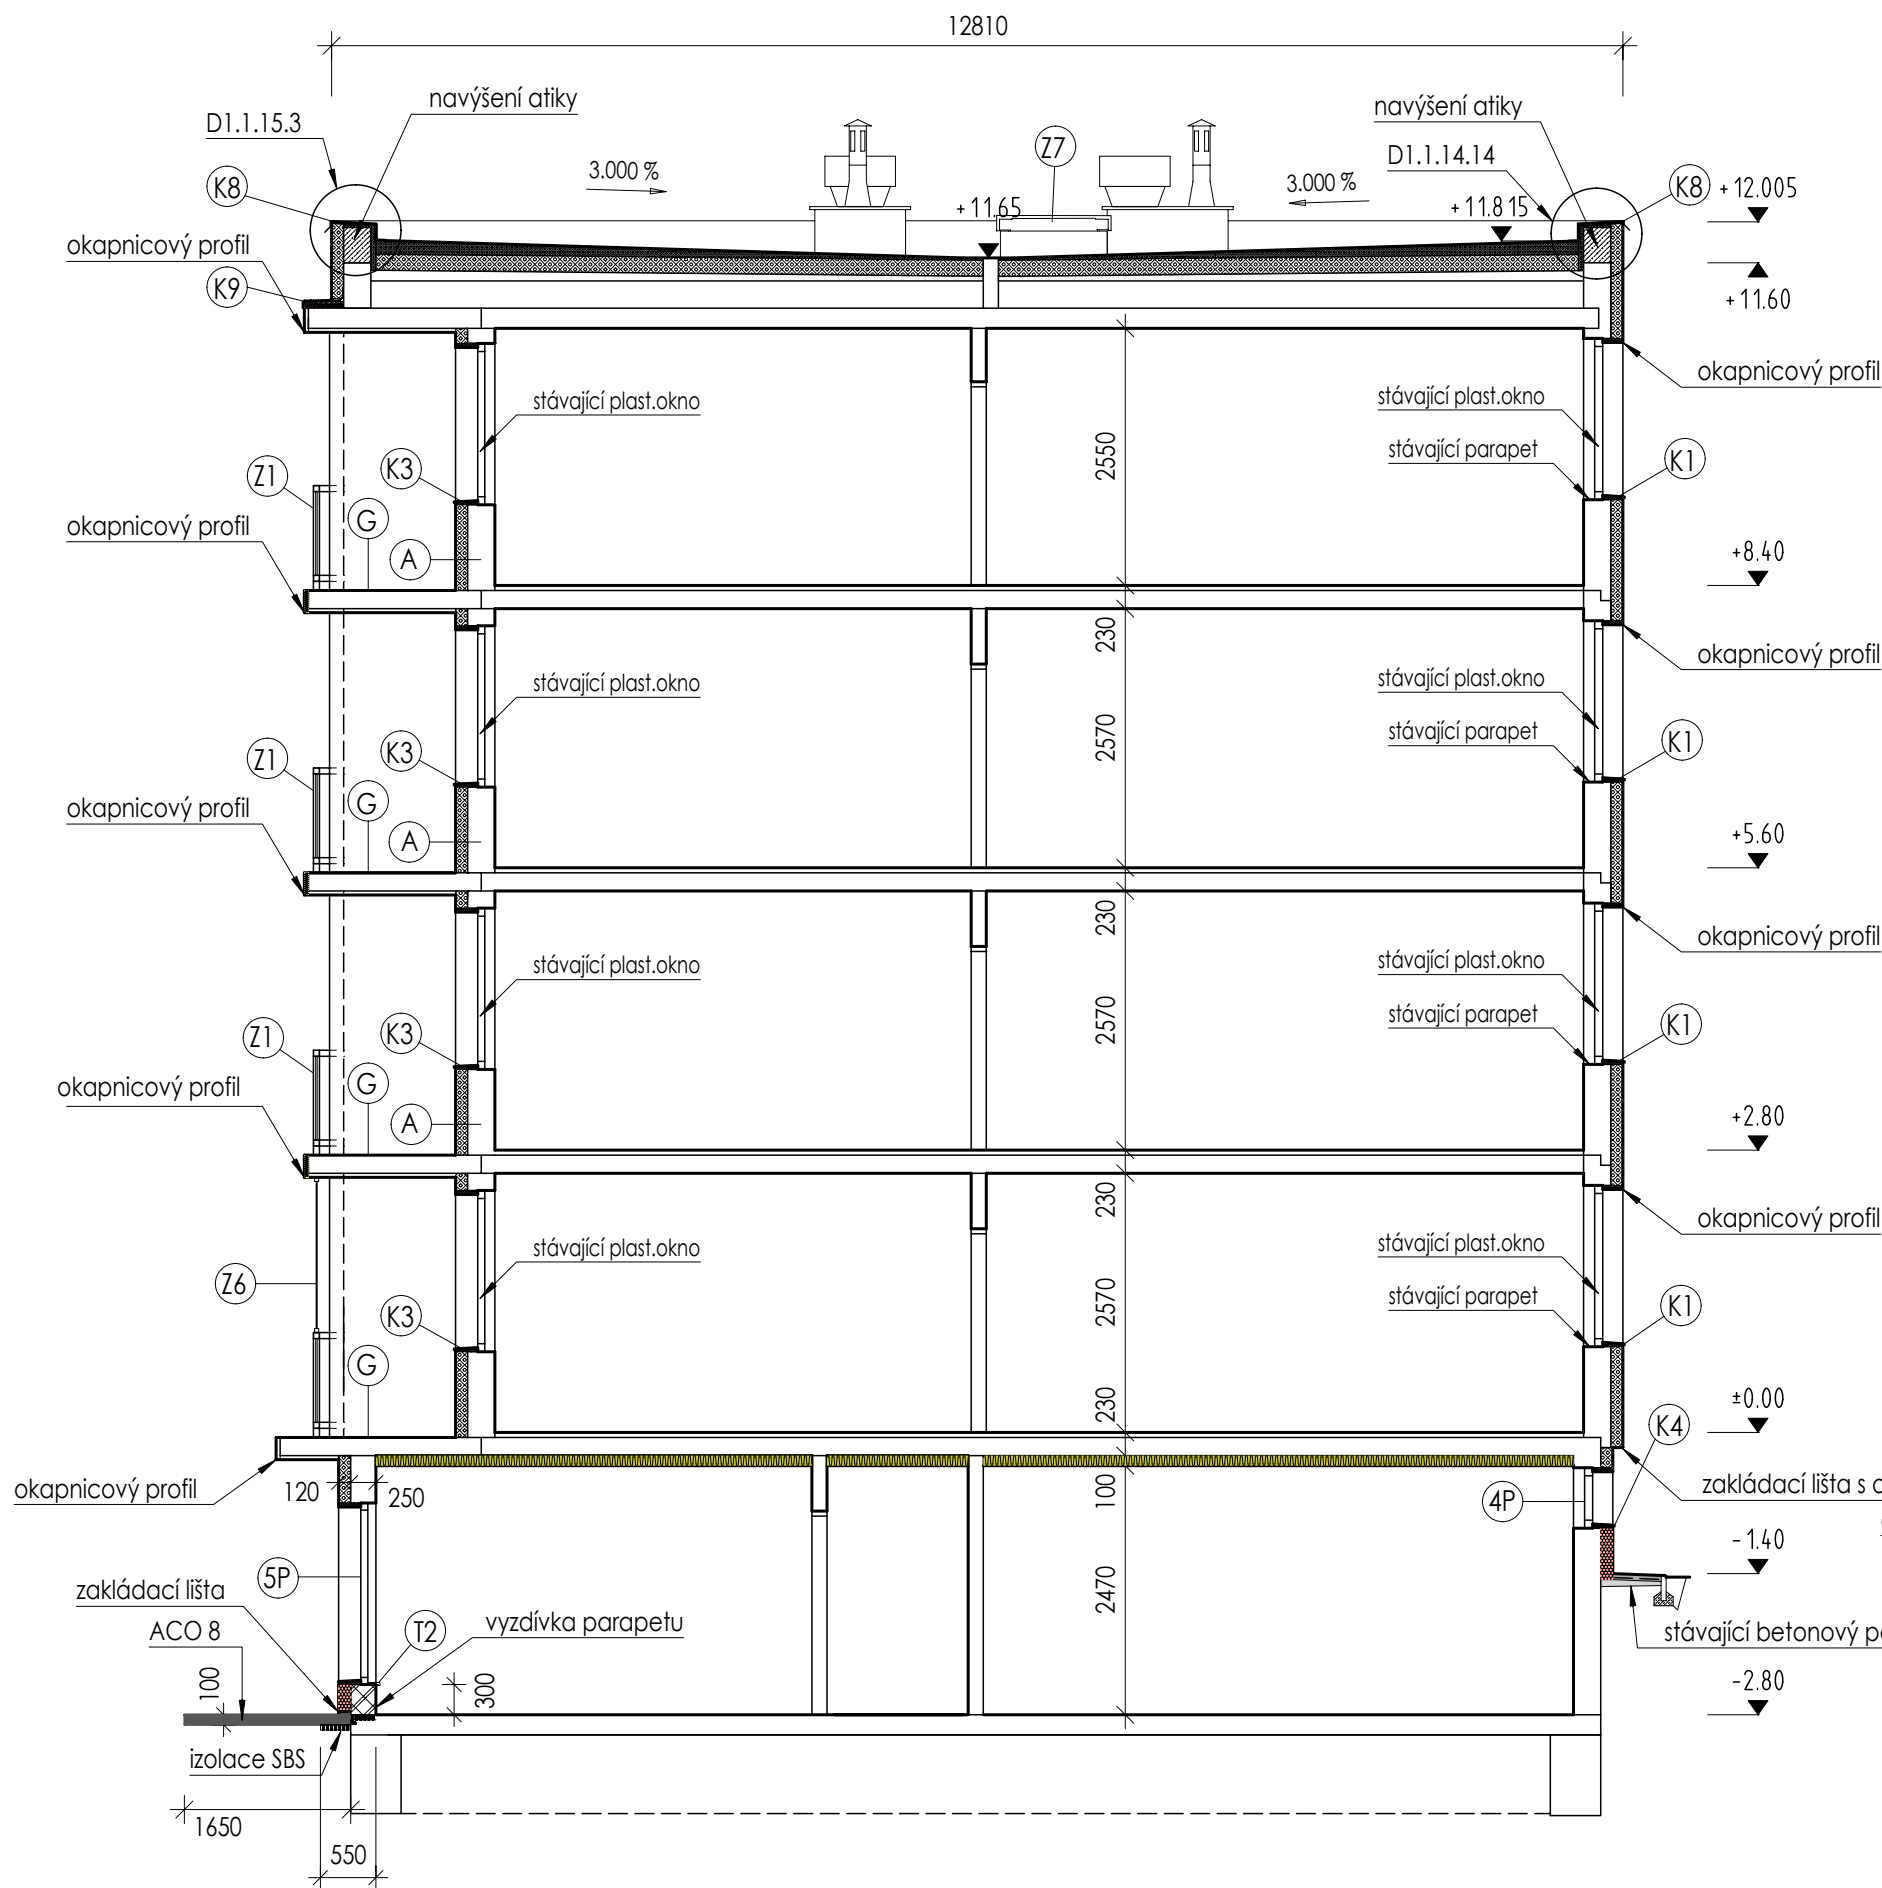 12810
navýšení atiky
navýšení atiky
D1.1.15.3
D1.1.14.14
Z7
3.000 %
3.000 %
K8
K8
+12.005
+11.65
+11.815
okapnicový profil
K9
+11.60
okapnicový profil
stávající plast.okno
stávající plast.okno
2550
stávající parapet
K1
K3
Z1
G
okapnicový profil
A
+8.40
230
okapnicový profil
stávající plast.okno
stávající plast.okno
2570
stávající parapet
K1
K3
Z1
G
okapnicový profil
A
+5.60
230
okapnicový profil
stávající plast.okno
stávající plast.okno
2570
stávající parapet
K1
K3
Z1
G
okapnicový profil
A
+2.80
230
okapnicový profil
stávající plast.okno
stávající plast.okno
Z6
2570
stávající parapet
K1
K3
G
230
±0.00
K4
okapnicový profil
120
250
100
4P
zakládací lišta s
-1.40
5P
zakládací lišta
2470
ACO 8
T2
vyzdívka parapetu
stávající betonový
100
300
-2.80
izolace SBS
1650
550